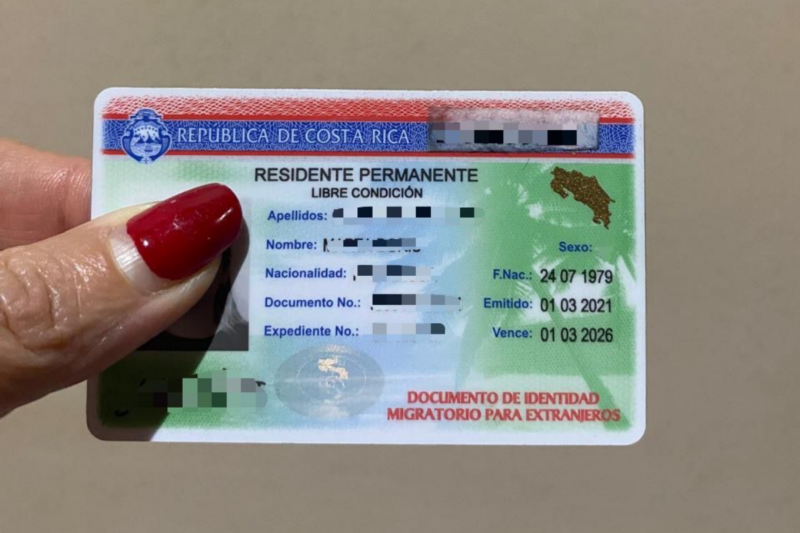 REPÚBLICA DE COSTA RICA
RESIDENTE PERMANENTE
LIBRE CONDICIÓN
Apellidos:
Nombre:
Sexo:
Nacionalidad:
F.Nac.: 24 07 1979
Documento No.:
Emitido: 01 03 2021
Expediente No.:
Vence: 01 03 2026
DOCUMENTO DE IDENTIDAD
MIGRATORIO PARA EXTRANJEROS